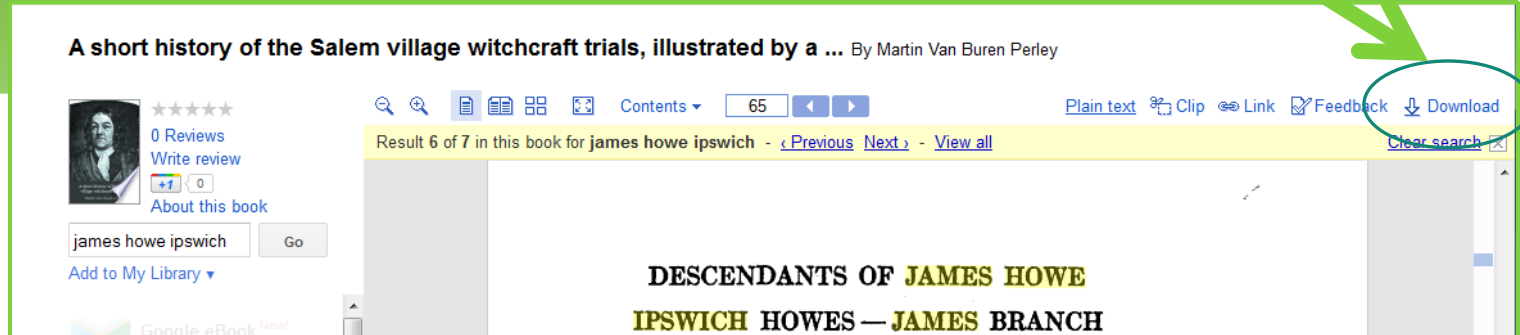 A short history of the Salem village witchcraft trials, illustrated by a ... By Martin Van Buren Perley
Contents 65 Plain text Clip Link Feedback Download
0 Reviews
Write review
+1 0
About this book
Result 6 of 7 in this book for james howe ipswich - ‹ Previous Next › - View all Clear search
james howe ipswich Go
Add to My Library
Google eBook New!
DESCENDANTS OF JAMES HOWE
IPSWICH HOWES — JAMES BRANCH